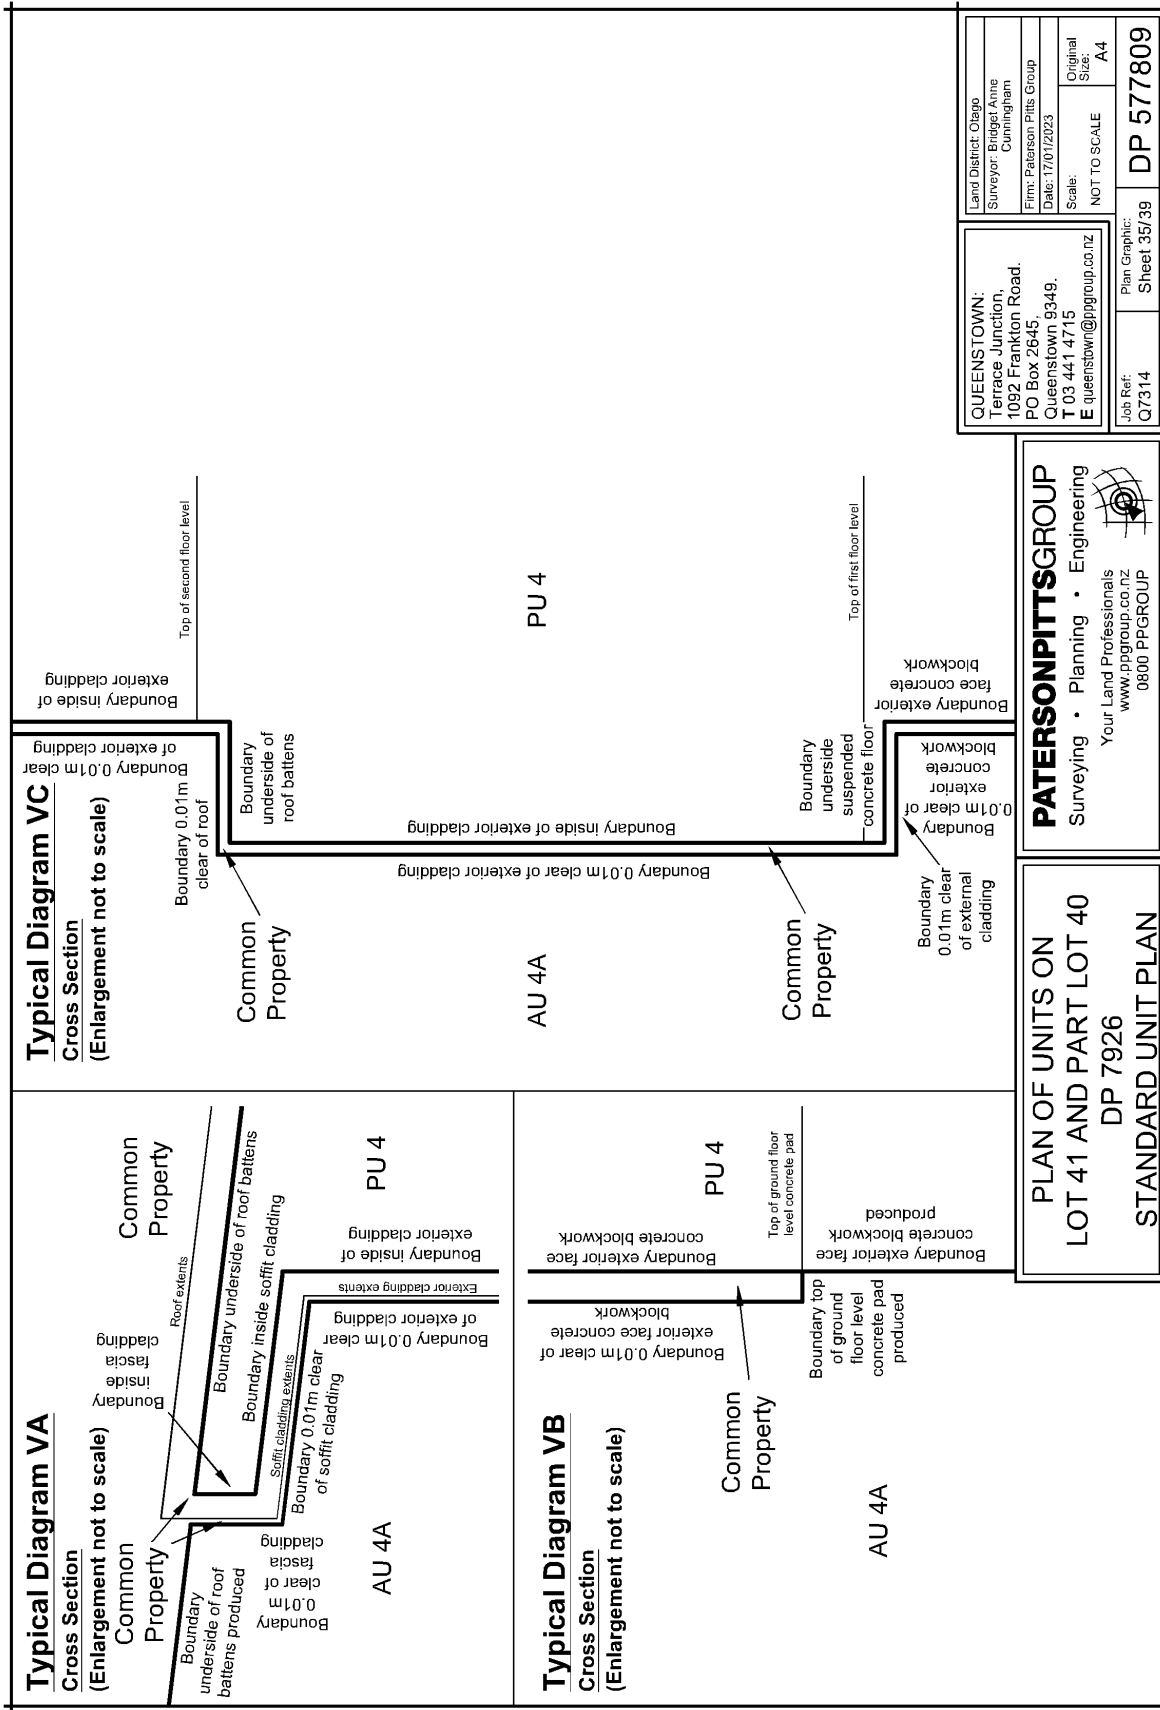 Typical Diagram VA
Cross Section
(Enlargement not to scale)
Common
Property
Boundary
underside of roof
battens produced
Boundary
0.01m
clear of
fascia
cladding
Boundary
inside
fascia
cladding
Roof extents
Common
Property
Boundary underside of roof battens
Boundary inside soffit cladding
Soffit cladding extents
Boundary 0.01m clear
of soffit cladding
AU 4A
PU 4
Boundary inside of
exterior cladding
Exterior cladding extents
Boundary 0.01m clear
of exterior cladding
Typical Diagram VB
Cross Section
(Enlargement not to scale)
Boundary exterior face
concrete blockwork
Boundary 0.01m clear of
exterior face concrete
blockwork
PU 4
Top of ground floor
level concrete pad
Common
Property
Boundary top
of ground
floor level
concrete pad
produced
Boundary exterior face
concrete blockwork
produced
AU 4A
Typical Diagram VC
Cross Section
(Enlargement not to scale)
Boundary 0.01m clear
of exterior cladding
Boundary inside of
exterior cladding
Top of second floor level
Boundary 0.01m
clear of roof
Boundary
underside of
roof battens
Common
Property
Boundary inside of exterior cladding
Boundary 0.01m clear of exterior cladding
AU 4A
PU 4
Common
Property
Boundary
underside
suspended
concrete floor
Top of first floor level
Boundary
0.01m clear
of external
cladding
Boundary
0.01m clear of
exterior
concrete
blockwork
Boundary exterior
face concrete
blockwork
PLAN OF UNITS ON
LOT 41 AND PART LOT 40
DP 7926
STANDARD UNIT PLAN
PATERSONPITTSGROUP
Surveying • Planning • Engineering
Your Land Professionals
www.ppgroup.co.nz
0800 PPGROUP
QUEENSTOWN:
Terrace Junction,
1092 Frankton Road.
PO Box 2645,
Queenstown 9349.
T 03 441 4715
E queenstown@ppgroup.co.nz
Land District: Otago
Surveyor: Bridget Anne
Cunningham
Firm: Paterson Pitts Group
Date: 17/01/2023
Scale:
NOT TO SCALE
Original
Size:
A4
Job Ref:
Q7314
Plan Graphic:
Sheet 35/39
DP 577809